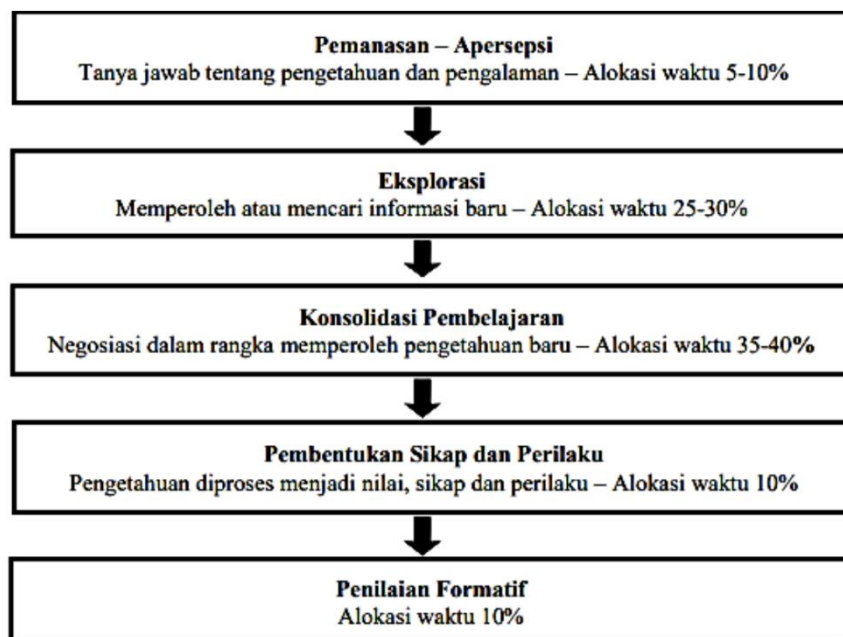 Pemanasan – Apersepsi
Tanya jawab tentang pengetahuan dan pengalaman – Alokasi waktu 5-10%
Eksplorasi
Memperoleh atau mencari informasi baru – Alokasi waktu 25-30%
Konsolidasi Pembelajaran
Negosiasi dalam rangka memperoleh pengetahuan baru – Alokasi waktu 35-40%
Pembentukan Sikap dan Perilaku
Pengetahuan diproses menjadi nilai, sikap dan perilaku – Alokasi waktu 10%
Penilaian Formatif
Alokasi waktu 10%